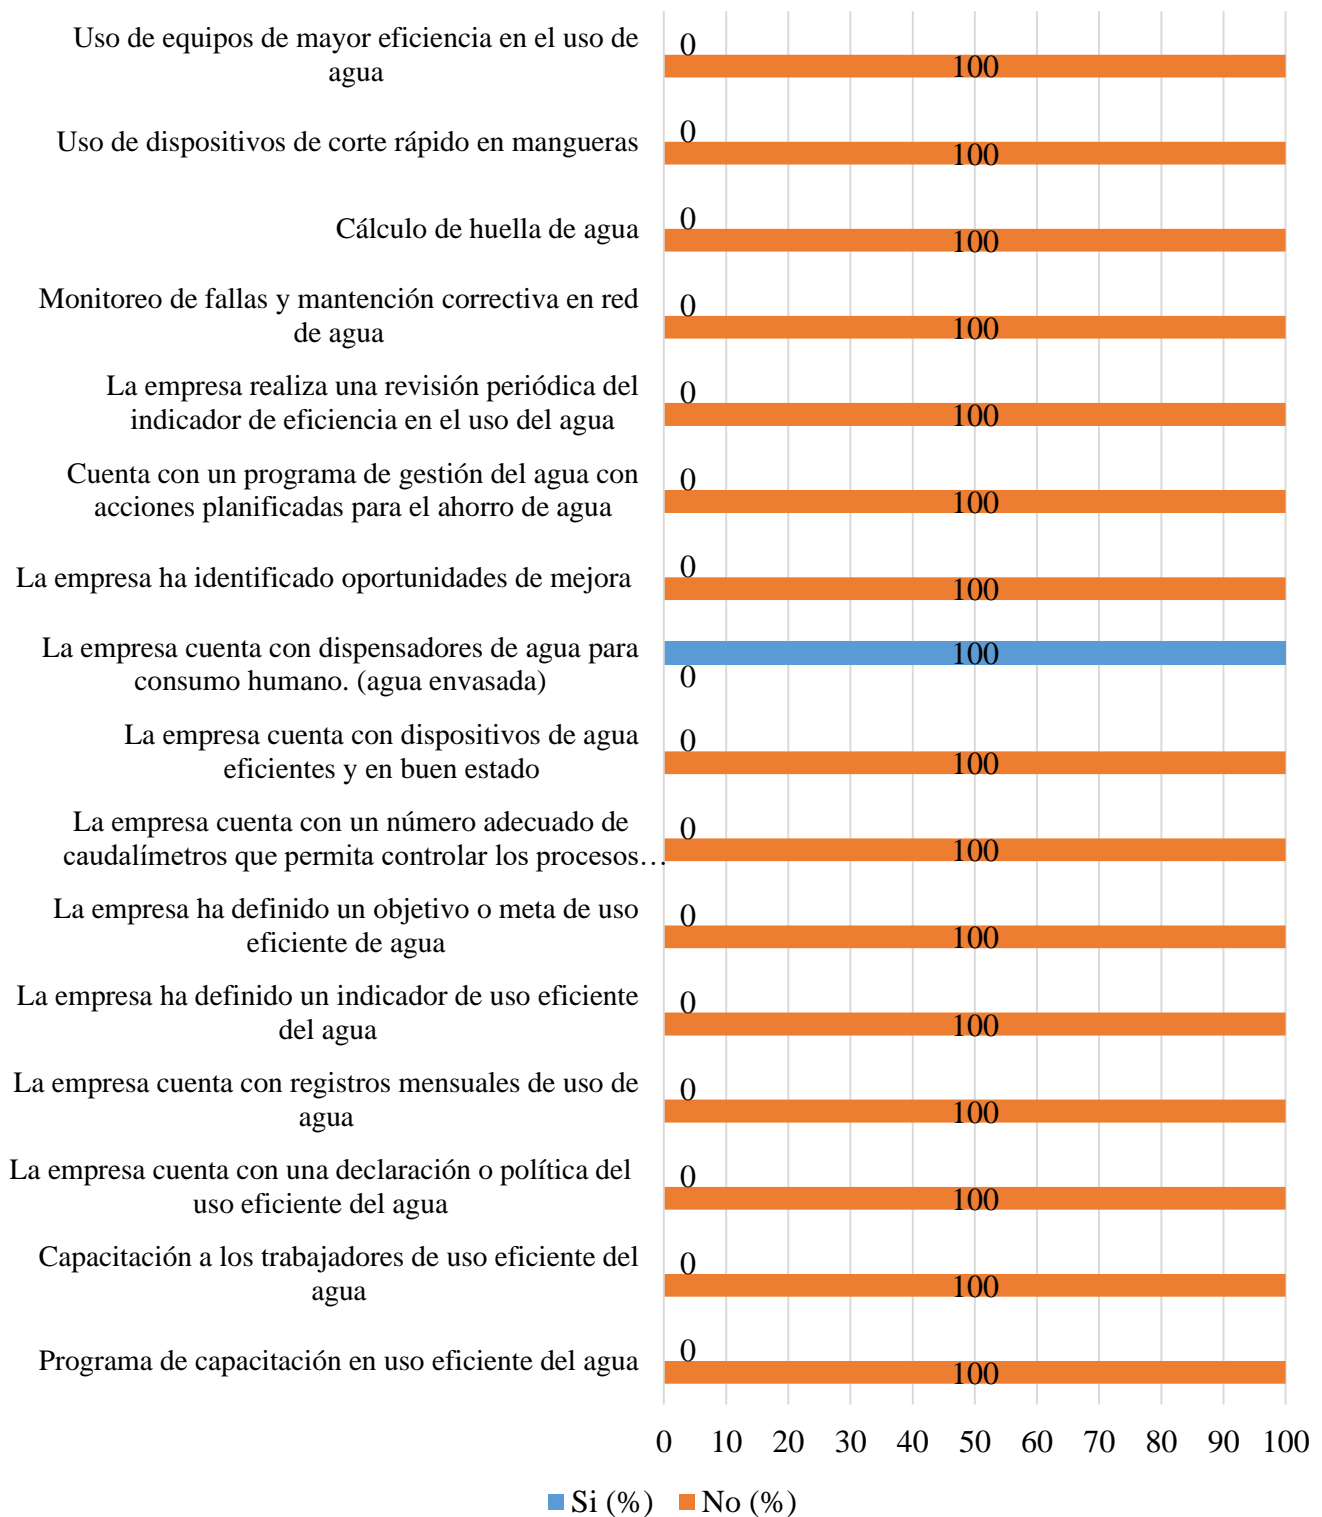 Uso de equipos de mayor eficiencia en el uso de
agua
0
100
Uso de dispositivos de corte rápido en mangueras
0
100
Cálculo de huella de agua
0
100
Monitoreo de fallas y mantención correctiva en red
de agua
0
100
La empresa realiza una revisión periódica del
indicador de eficiencia en el uso del agua
0
100
Cuenta con un programa de gestión del agua con
acciones planificadas para el ahorro de agua
0
100
La empresa ha identificado oportunidades de mejora
0
100
La empresa cuenta con dispensadores de agua para
consumo humano. (agua envasada)
100
0
La empresa cuenta con dispositivos de agua
eficientes y en buen estado
0
100
La empresa cuenta con un número adecuado de
caudalímetros que permita controlar los procesos…
0
100
La empresa ha definido un objetivo o meta de uso
eficiente de agua
0
100
La empresa ha definido un indicador de uso eficiente
del agua
0
100
La empresa cuenta con registros mensuales de uso de
agua
0
100
La empresa cuenta con una declaración o política del
uso eficiente del agua
0
100
Capacitación a los trabajadores de uso eficiente del
agua
0
100
Programa de capacitación en uso eficiente del agua
0
100
0 10 20 30 40 50 60 70 80 90 100
Si (%) No (%)